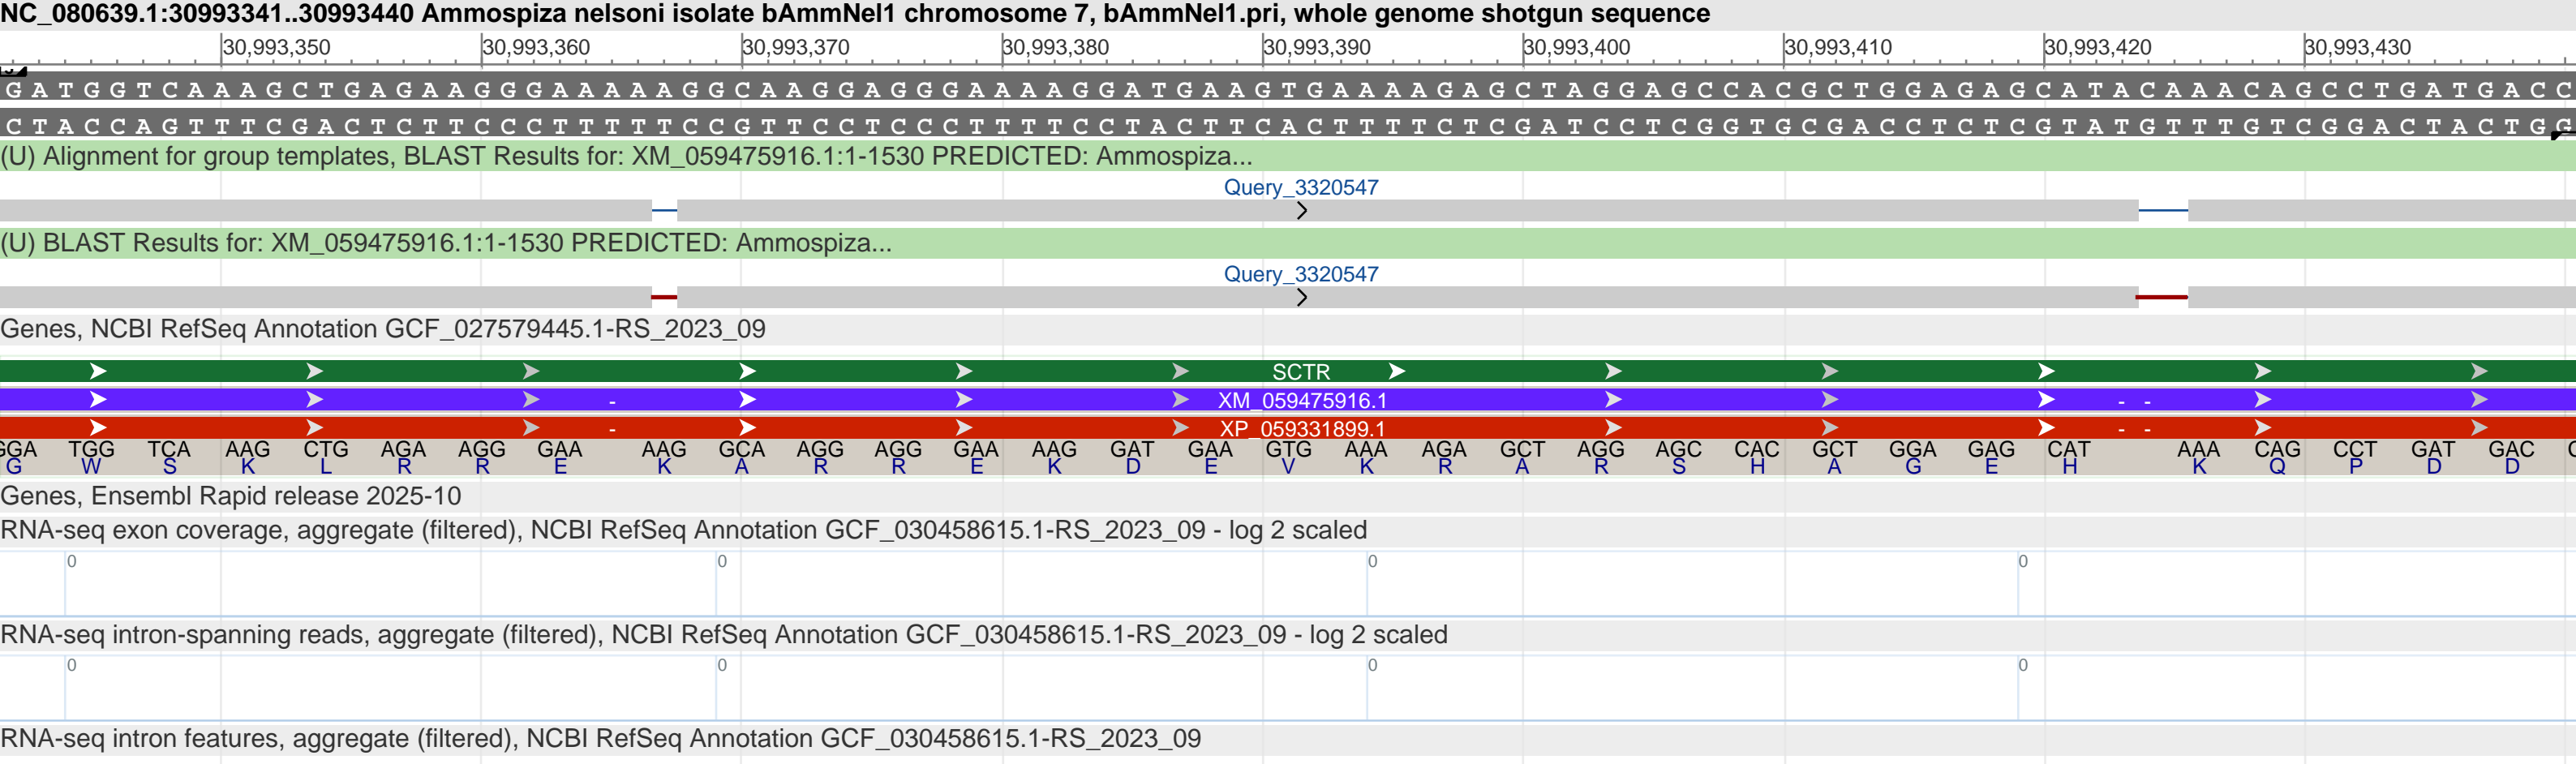 NC_080639.1:30993341..30993440 Ammospiza nelsoni isolate bAmmNel1 chromosome 7, bAmmNel1.pri, whole genome shotgun sequence
30,993,350 30,993,360 30,993,370 30,993,380 30,993,390 30,993,400 30,993,410 30,993,420 30,993,430
G A T G G T C A A A G C T G A G A A G G G A A A A A G G C A A G G A G G G A A A A G G A T G A A G T G A A A A G A G C T A G G A G C C A C G C T G G A G A G C A T A C A A A C A G C C T G A T G A C C
C T A C C A G T T T C G A C T C T T C C C T T T T T C C G T T C C T C C C T T T T C C T A C T T C A C T T T T C T C G A T C C T C G G T G C G A C C T C T C G T A T G T T T G T C G G A C T A C T G G
(U) Alignment for group templates, BLAST Results for: XM_059475916.1:1-1530 PREDICTED: Ammospiza...
Query_3320547
(U) BLAST Results for: XM_059475916.1:1-1530 PREDICTED: Ammospiza...
Query_3320547
Genes, NCBI RefSeq Annotation GCF_027579445.1-RS_2023_09
SCTR
- XM_059475916.1 - -
- XP_059331899.1 - -
GGA TGG TCA AAG CTG AGA AGG GAA AAG GCA AGG AGG GAA AAG GAT GAA GTG AAA AGA GCT AGG AGC CAC GCT GGA GAG CAT AAA CAG CCT GAT GAC C
G W S K L R R E K A R R E K D E V K R A R S H A G E H K Q P D D
Genes, Ensembl Rapid release 2025-10
RNA-seq exon coverage, aggregate (filtered), NCBI RefSeq Annotation GCF_030458615.1-RS_2023_09 - log 2 scaled
0 0 0 0
RNA-seq intron-spanning reads, aggregate (filtered), NCBI RefSeq Annotation GCF_030458615.1-RS_2023_09 - log 2 scaled
0 0 0 0
RNA-seq intron features, aggregate (filtered), NCBI RefSeq Annotation GCF_030458615.1-RS_2023_09